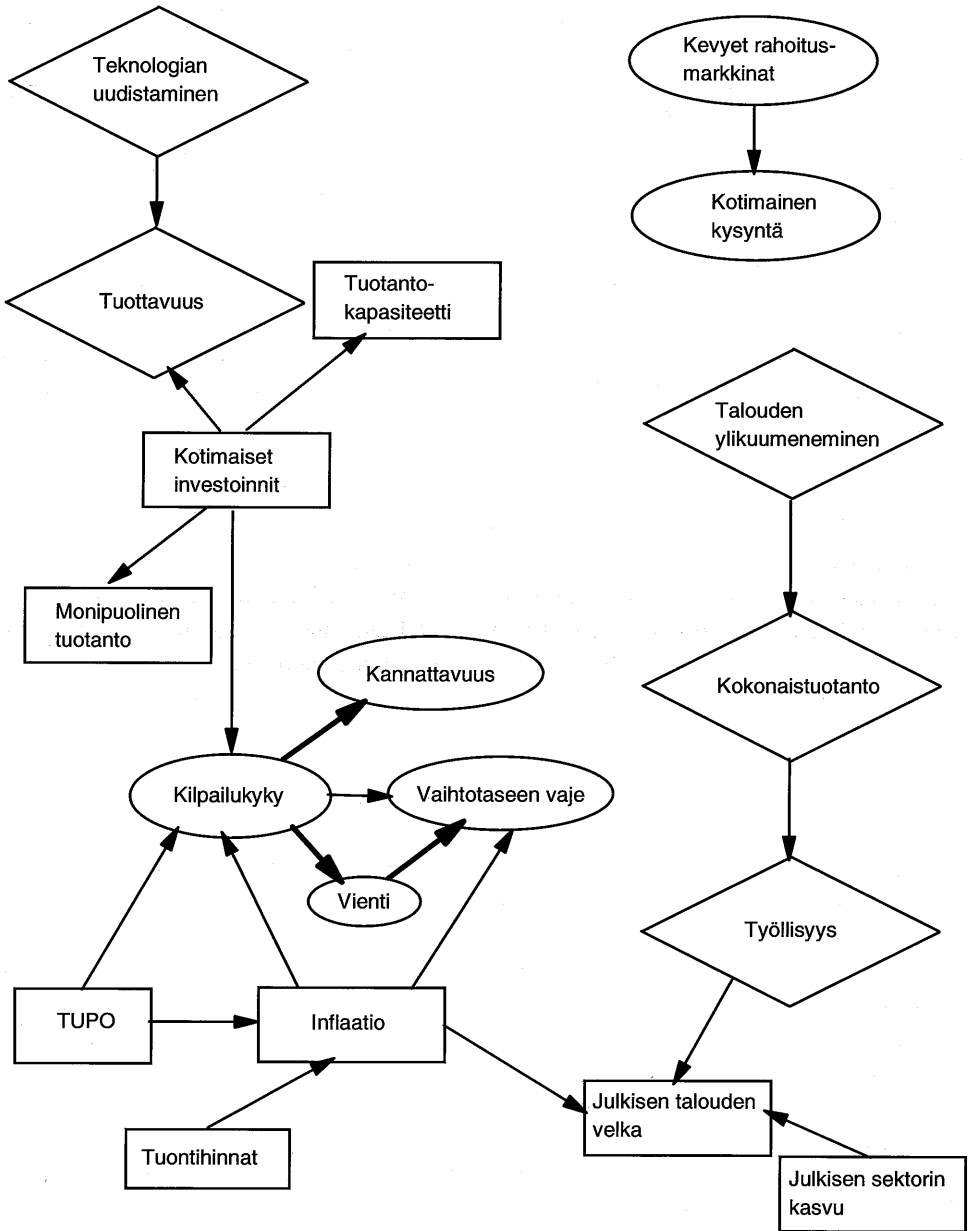 Teknologian
uudistaminen
Kevyet rahoitus-
markkinat
Kotimainen
kysyntä
Tuottavuus
Tuotanto-
kapasiteetti
Talouden
ylikuumeneminen
Kotimaiset
investoinnit
Monipuolinen
tuotanto
Kannattavuus
Kokonaistuotanto
Kilpailukyky
Vaihtotaseen vaje
Vienti
Työllisyys
TUPO
Inflaatio
Julkisen talouden
velka
Tuontihinnat
Julkisen sektorin
kasvu